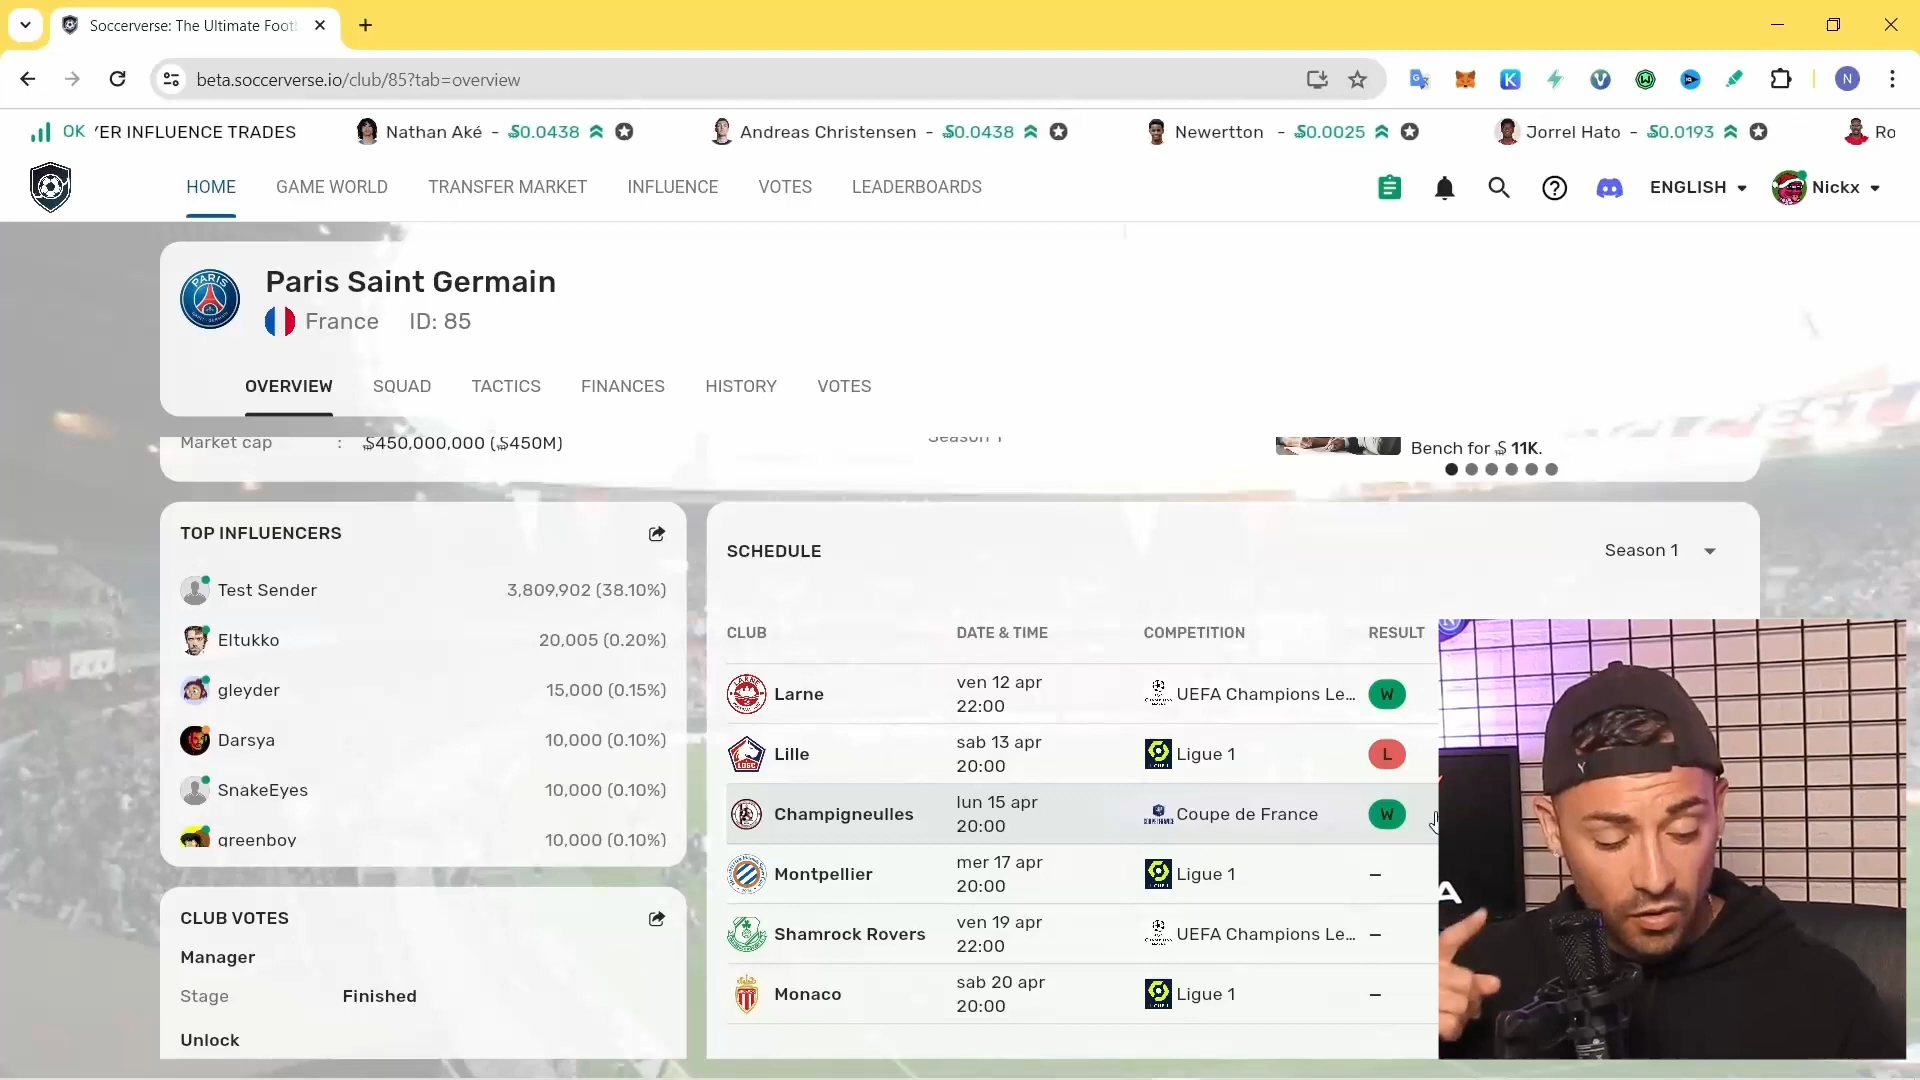 Soccerverse: The Ultimate Foot
beta.soccerverse.io/club/85?tab=overview
N
OK 'ER INFLUENCE TRADES
Nathan Aké - $0.0438
Andreas Christensen - $0.0438
Newertton - $0.0025
Jorrel Hato - $0.0193
Ro
HOME
GAME WORLD
TRANSFER MARKET
INFLUENCE
VOTES
LEADERBOARDS
ENGLISH
Nickx
Paris Saint Germain
France ID: 85
OVERVIEW
SQUAD
TACTICS
FINANCES
HISTORY
VOTES
Market cap : $450,000,000 ($450M)
Season 1
Bench for $ 11K.
TOP INFLUENCERS
Test Sender 3,809,902 (38.10%)
Eltukko 20,005 (0.20%)
gleyder 15,000 (0.15%)
Darsya 10,000 (0.10%)
SnakeEyes 10,000 (0.10%)
greenboy 10,000 (0.10%)
CLUB VOTES
Manager
Stage Finished
Unlock
SCHEDULE
Season 1
CLUB DATE & TIME COMPETITION RESULT
Larne ven 12 apr 22:00 UEFA Champions Le... W
Lille sab 13 apr 20:00 Ligue 1 L
Champigneulles lun 15 apr 20:00 Coupe de France W
Montpellier mer 17 apr 20:00 Ligue 1 –
Shamrock Rovers ven 19 apr 22:00 UEFA Champions Le... –
Monaco sab 20 apr 20:00 Ligue 1 –